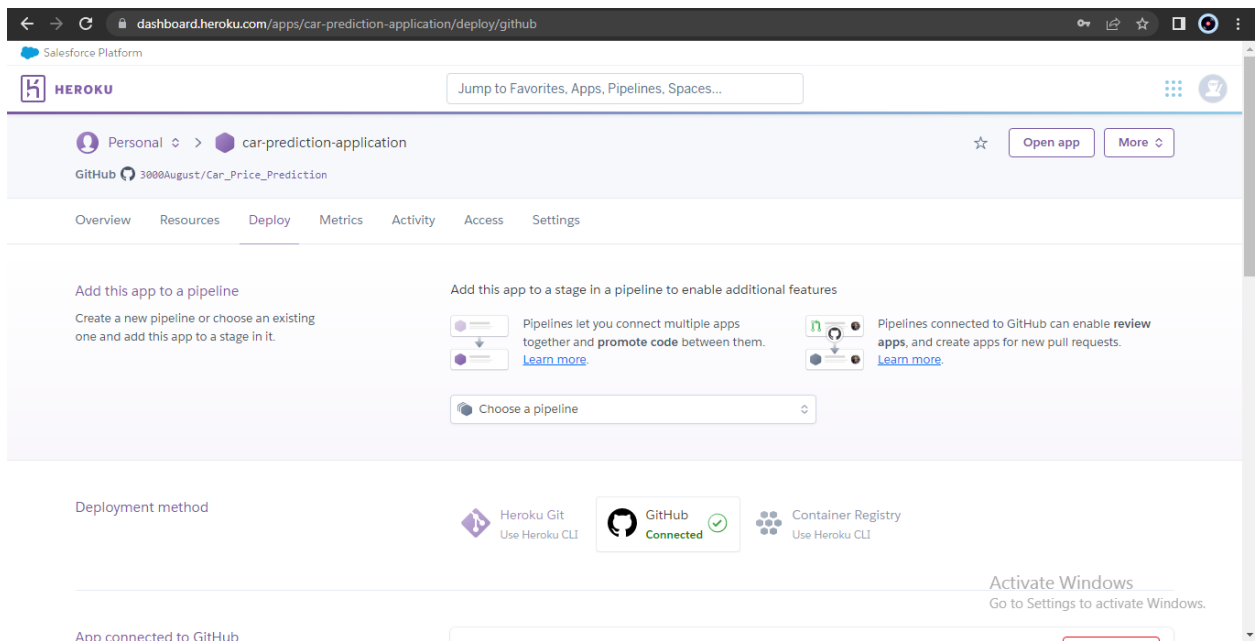 dashboard.heroku.com/apps/car-prediction-application/deploy/github
Salesforce Platform
HEROKU
Jump to Favorites, Apps, Pipelines, Spaces...
Personal > car-prediction-application
Open app
More
GitHub 3000August/Car_Price_Prediction
Overview Resources Deploy Metrics Activity Access Settings
Add this app to a pipeline
Create a new pipeline or choose an existing
one and add this app to a stage in it.
Add this app to a stage in a pipeline to enable additional features
Pipelines let you connect multiple apps
together and promote code between them.
Learn more.
Pipelines connected to GitHub can enable review
apps, and create apps for new pull requests.
Learn more.
Choose a pipeline
Deployment method
Heroku Git
Use Heroku CLI
GitHub
Connected
Container Registry
Use Heroku CLI
Activate Windows
Go to Settings to activate Windows.
App connected to GitHub